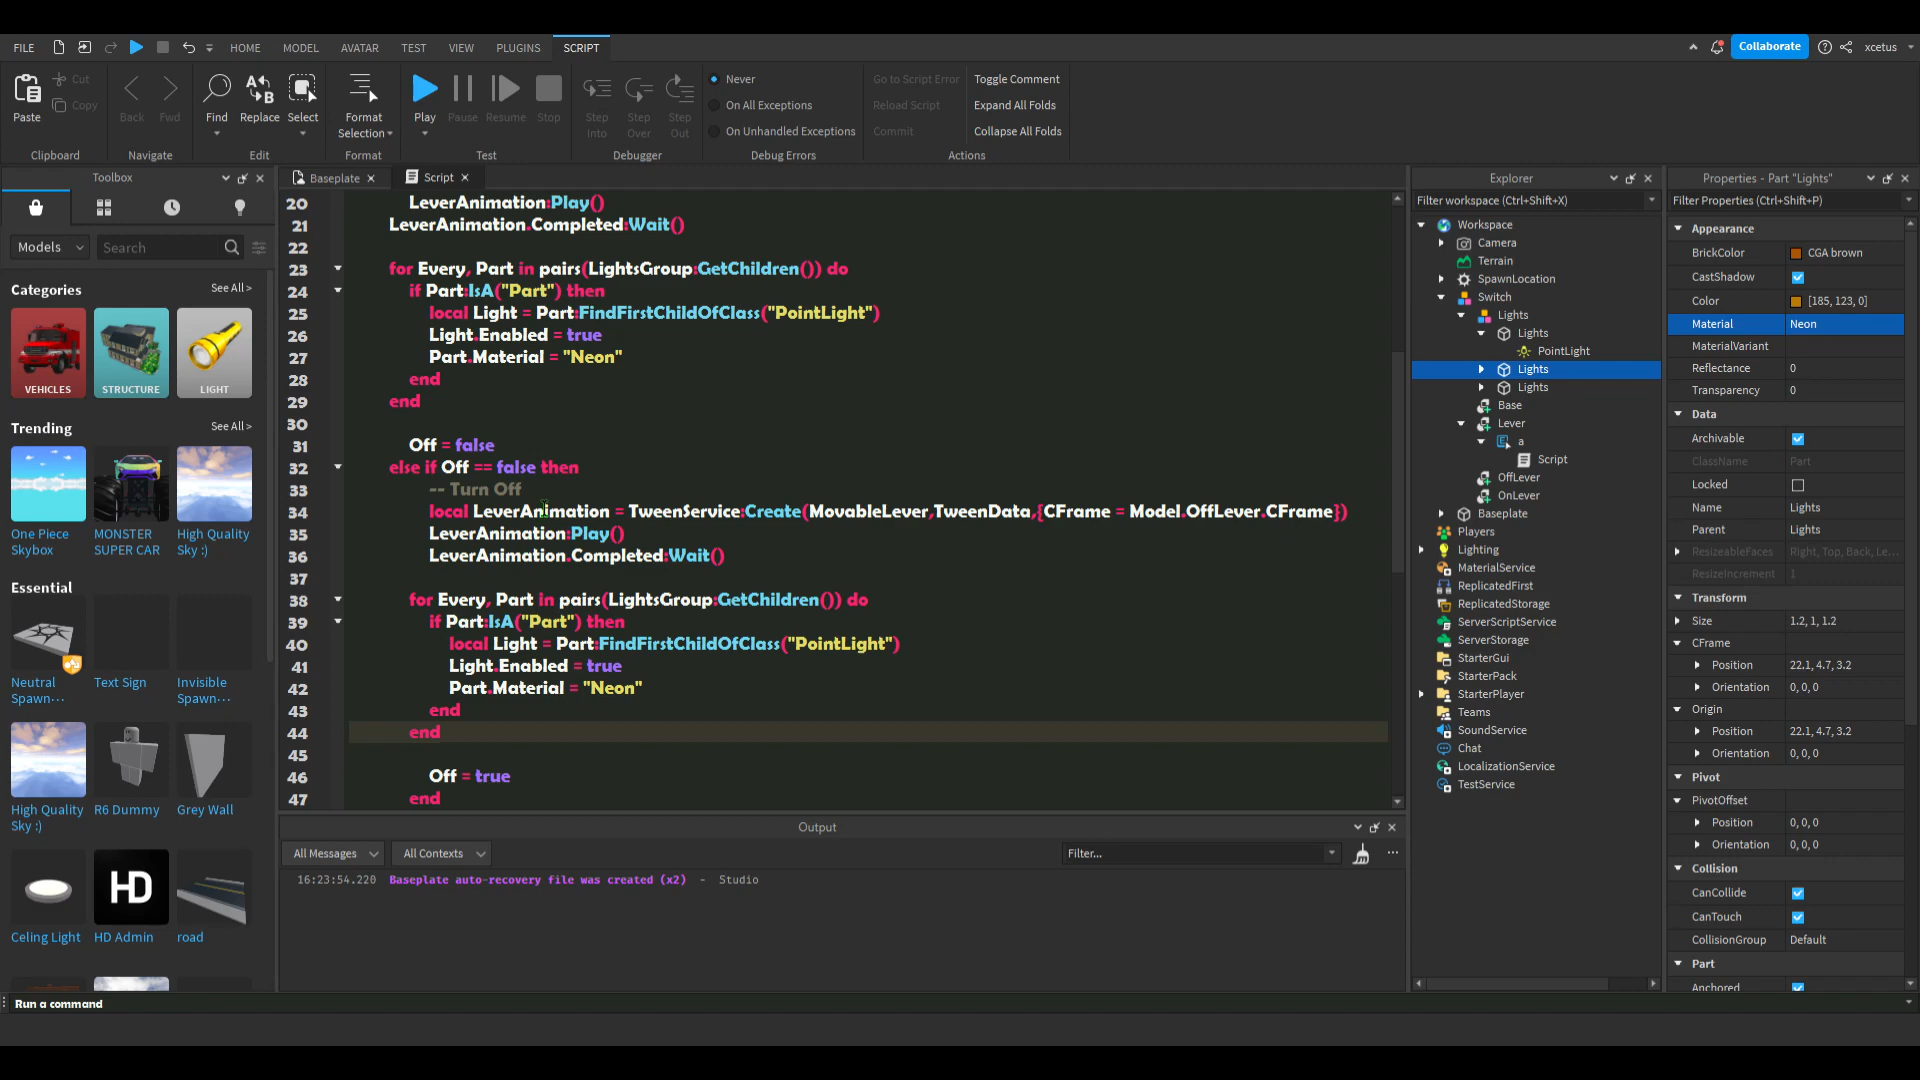 FILE HOME MODEL AVATAR TEST VIEW PLUGINS SCRIPT Collaborate xcetus
Paste Cut Copy
Clipboard
Back Fwd
Navigate
Find Replace Select
Edit
Format Selection
Format
Play Pause Resume Stop
Test
Step Into Step Over Step Out
Debugger
Never
On All Exceptions
On Unhandled Exceptions
Debug Errors
Go to Script Error
Reload Script
Commit
Toggle Comment
Expand All Folds
Collapse All Folds
Actions
Toolbox
Models Search
Categories See All >
VEHICLES STRUCTURE LIGHT
Trending See All >
One Piece Skybox
MONSTER SUPER CAR
High Quality Sky :)
Essential
Neutral Spawn...
Text Sign
Invisible Spawn...
High Quality Sky :)
R6 Dummy
Grey Wall
HD
Celing Light
HD Admin
road
Baseplate Script
20 LeverAnimation:Play()
21 LeverAnimation.Completed:Wait()
22
23 for Every, Part in pairs(LightsGroup:GetChildren()) do
24 if Part:IsA("Part") then
25 local Light = Part:FindFirstChildOfClass("PointLight")
26 Light.Enabled = true
27 Part.Material = "Neon"
28 end
29 end
30
31 Off = false
32 else if Off == false then
33 -- Turn Off
34 local LeverAnimation = TweenService:Create(MovableLever,TweenData,{CFrame = Model.OffLever.CFrame})
35 LeverAnimation:Play()
36 LeverAnimation.Completed:Wait()
37
38 for Every, Part in pairs(LightsGroup:GetChildren()) do
39 if Part:IsA("Part") then
40 local Light = Part:FindFirstChildOfClass("PointLight")
41 Light.Enabled = true
42 Part.Material = "Neon"
43 end
44 end
45
46 Off = true
47 end
Output
All Messages All Contexts Filter...
16:23:54.220 Baseplate auto-recovery file was created (x2) - Studio
Run a command
Explorer
Filter workspace (Ctrl+Shift+X)
Workspace
Camera
Terrain
SpawnLocation
Switch
Lights
Lights
PointLight
Lights
Lights
Base
Lever
a
Script
OffLever
OnLever
Baseplate
Players
Lighting
MaterialService
ReplicatedFirst
ReplicatedStorage
ServerScriptService
ServerStorage
StarterGui
StarterPack
StarterPlayer
Teams
SoundService
Chat
LocalizationService
TestService
Properties - Part "Lights"
Filter Properties (Ctrl+Shift+P)
Appearance
BrickColor CGA brown
CastShadow
Color [185, 123, 0]
Material Neon
MaterialVariant
Reflectance 0
Transparency 0
Data
Archivable
ClassName Part
Locked
Name Lights
Parent Lights
ResizeableFaces Right, Top, Back, Le...
ResizeIncrement 1
Transform
Size 1.2, 1, 1.2
CFrame
Position 22.1, 4.7, 3.2
Orientation 0, 0, 0
Origin
Position 22.1, 4.7, 3.2
Orientation 0, 0, 0
Pivot
PivotOffset
Position 0, 0, 0
Orientation 0, 0, 0
Collision
CanCollide
CanTouch
CollisionGroup Default
Part
Anchored